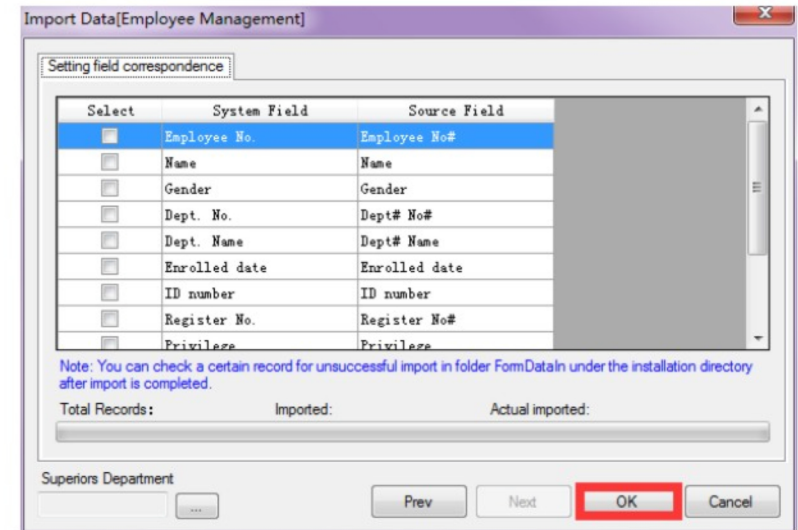 Import Data[Employee Management]
X
Setting field correspondence
Select System Field Source Field
Employee No. Employee No#
Name Name
Gender Gender
Dept. No. Dept# No#
Dept. Name Dept# Name
Enrolled date Enrolled date
ID number ID number
Register No. Register No#
Privilege Privilege
Note: You can check a certain record for unsuccessful import in folder FormDataIn under the installation directory
after import is completed.
Total Records: Imported: Actual imported:
Superiors Department
... Prev Next OK Cancel